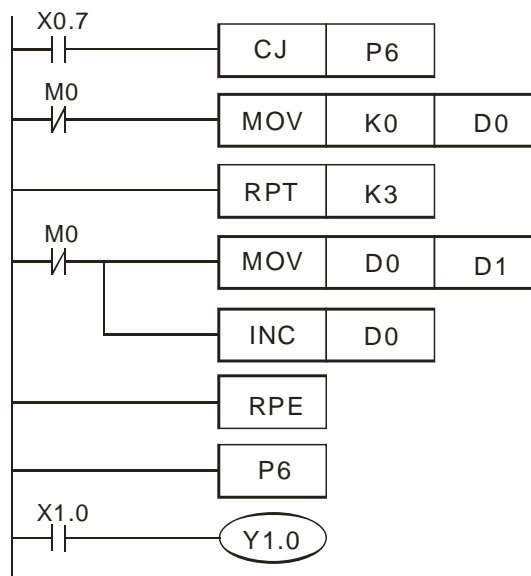 X0.7
CJ P6
M0
MOV K0 D0
RPT K3
M0
MOV D0 D1
INC D0
RPE
P6
X1.0
Y1.0